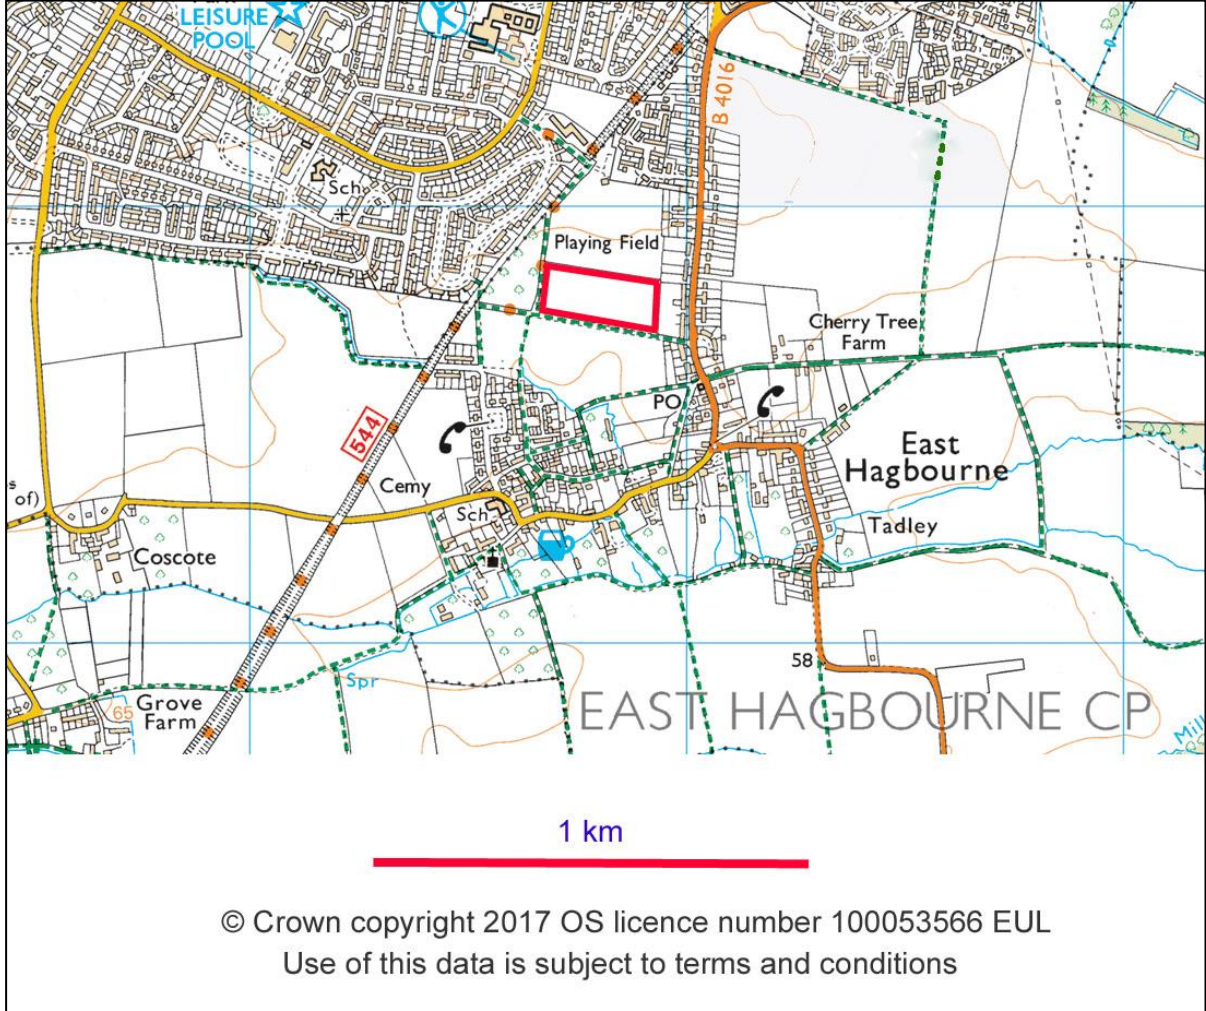 LEISURE
POOL
B 4016
Sch
Playing Field
Cherry Tree
Farm
PO
544
East
Hagbourne
s
of)
Cemy
Sch
Tadley
Coscote
58
Spr
Grove
Farm
65
EAST HAGBOURNE CP
Mill
1 km
© Crown copyright 2017 OS licence number 100053566 EUL
Use of this data is subject to terms and conditions